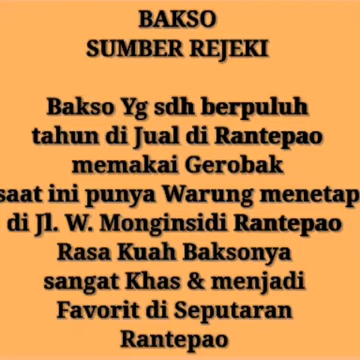 BAKSO
SUMBER REJEKI
Bakso Yg sdh berpuluh
tahun di Jual di Rantepao
memakai Gerobak
saat ini punya Warung menetap
di Jl. W. Monginsidi Rantepao
Rasa Kuah Baksonya
sangat Khas & menjadi
Favorit di Seputaran
Rantepao